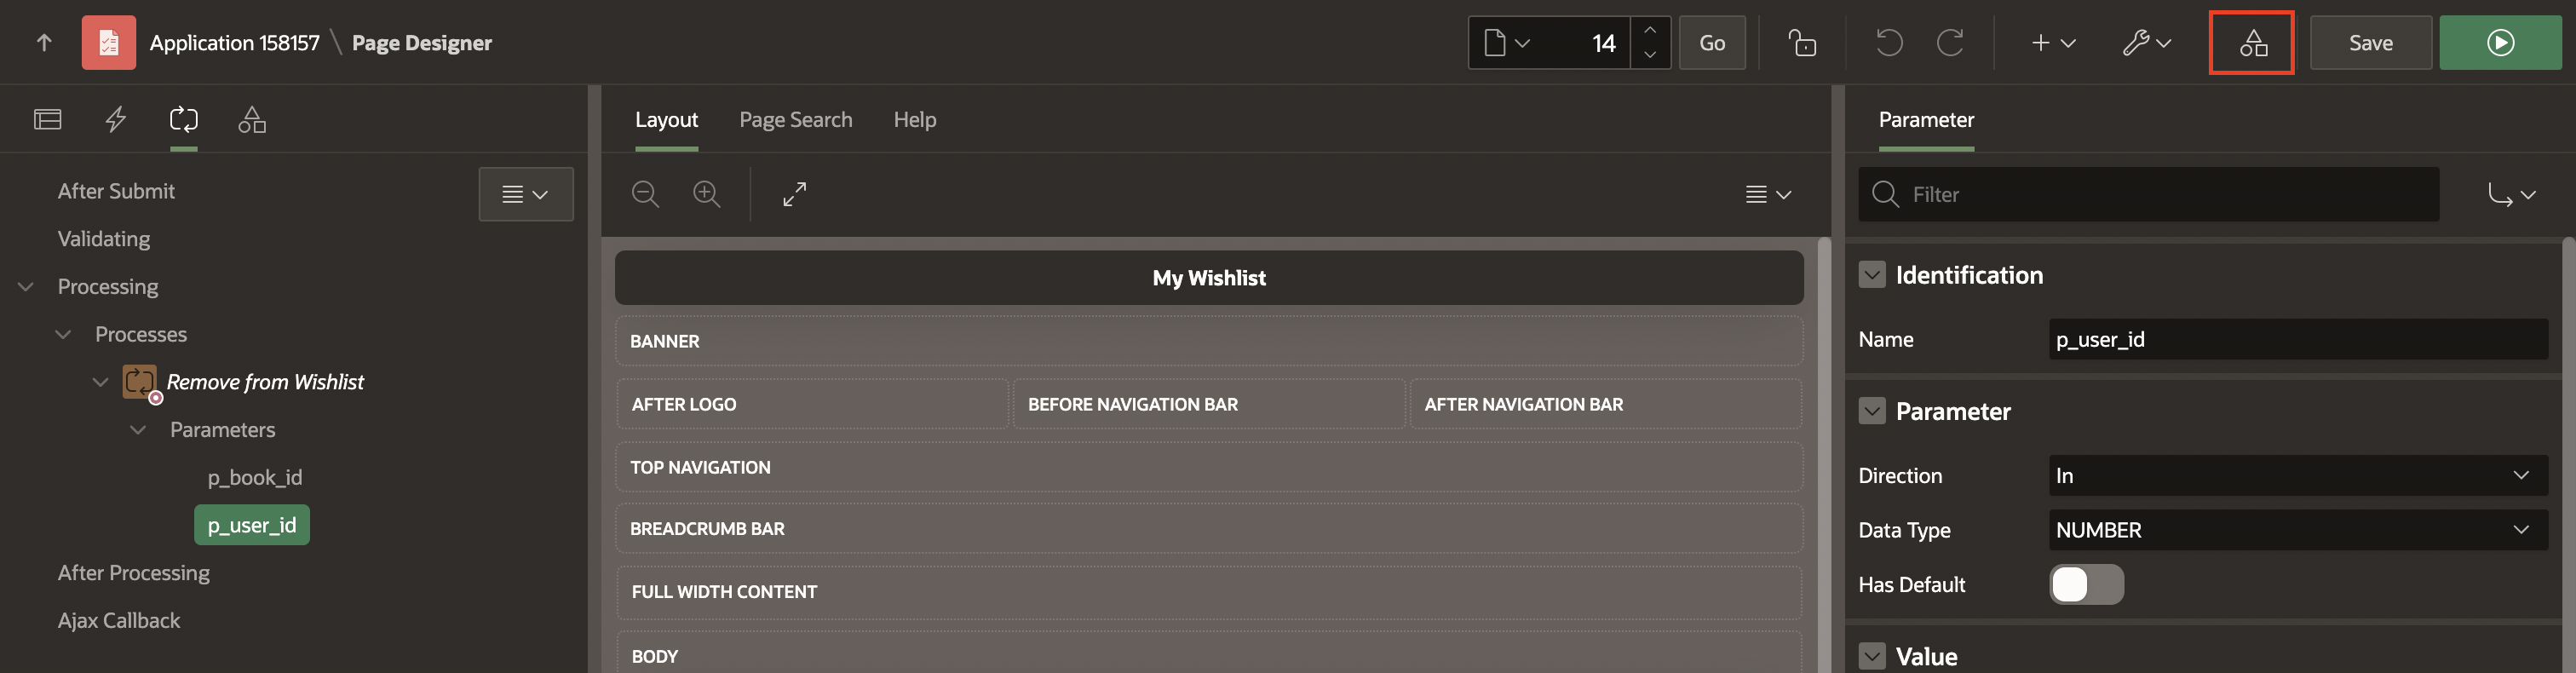 Application 158157 \ Page Designer
14
Go
Save
Layout
Page Search
Help
Parameter
After Submit
Validating
Processing
Processes
Remove from Wishlist
Parameters
p_book_id
p_user_id
After Processing
Ajax Callback
My Wishlist
BANNER
AFTER LOGO
BEFORE NAVIGATION BAR
AFTER NAVIGATION BAR
TOP NAVIGATION
BREADCRUMB BAR
FULL WIDTH CONTENT
BODY
Filter
Identification
Name
p_user_id
Parameter
Direction
In
Data Type
NUMBER
Has Default
Value